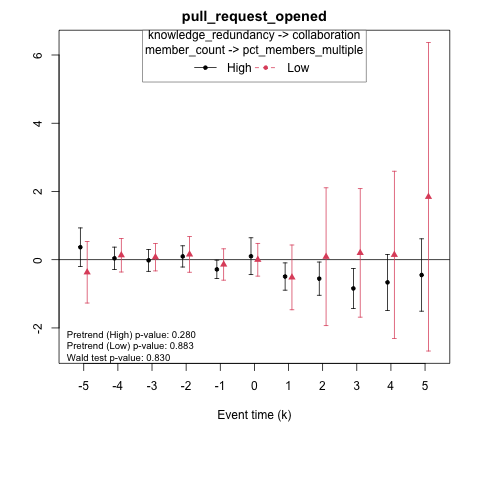 pull_request_opened
knowledge_redundancy -> collaboration
member_count -> pct_members_multiple
High Low
6
4
2
0
-2
Pretrend (High) p-value: 0.280
Pretrend (Low) p-value: 0.883
Wald test p-value: 0.830
-5 -4 -3 -2 -1 0 1 2 3 4 5
Event time (k)